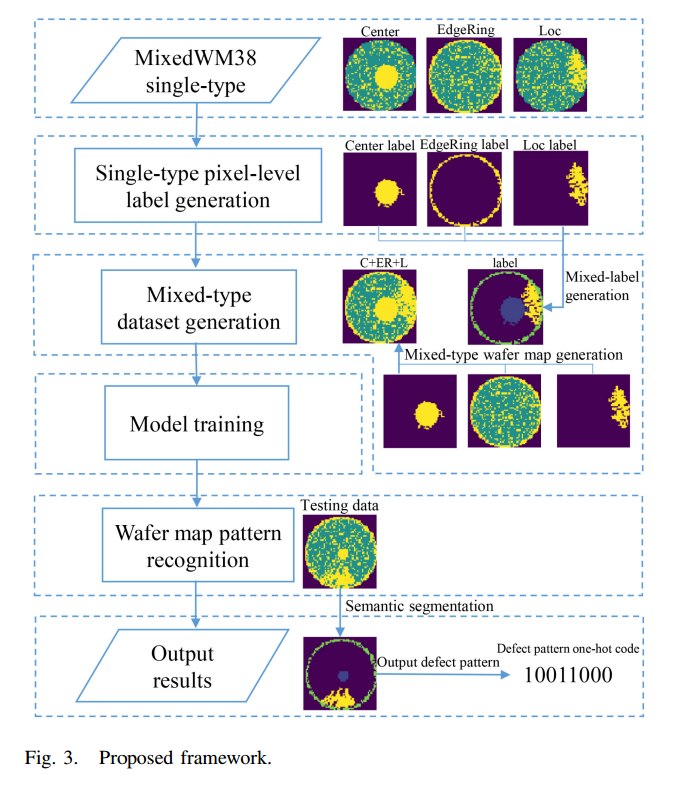 MixedWM38
single-type
Center
EdgeRing
Loc
Single-type pixel-level
label generation
Center label
EdgeRing label
Loc label
Mixed-type
dataset generation
C+ER+L
label
Mixed-label
generation
Mixed-type wafer map generation
Model training
Wafer map pattern
recognition
Testing data
Semantic segmentation
Output
results
Output defect pattern
Defect pattern one-hot code
10011000
Fig. 3. Proposed framework.